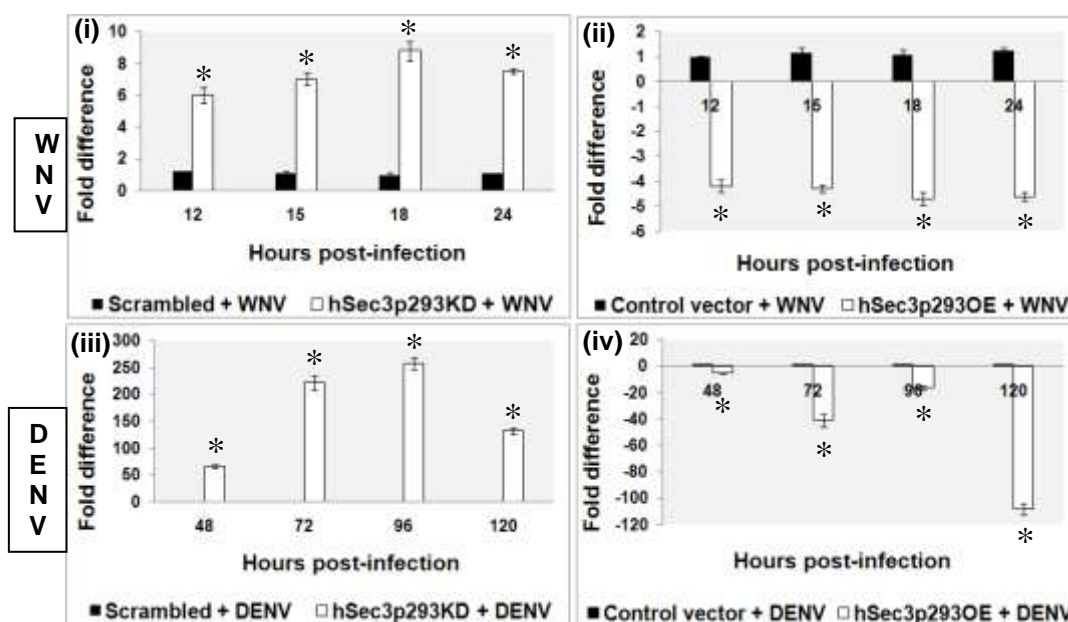 WNV
(i)
Fold difference
10
8
6
4
2
0
12 15 18 24
* * * *
Hours post-infection
■ Scrambled + WNV □ hSec3p293KD + WNV
(ii)
Fold difference
2
1
0
-1
-2
-3
-4
-5
-6
12 15 18 24
* * * *
Hours post-infection
■ Control vector + WNV □ hSec3p293OE + WNV
DENV
(iii)
Fold difference
300
250
200
150
100
50
0
48 72 96 120
* * * *
Hours post-infection
■ Scrambled + DENV □ hSec3p293KD + DENV
(iv)
Fold difference
20
0
-20
-40
-60
-80
-100
-120
48 72 96 120
* * * *
Hours post-infection
■ Control vector + DENV □ hSec3p293OE + DENV